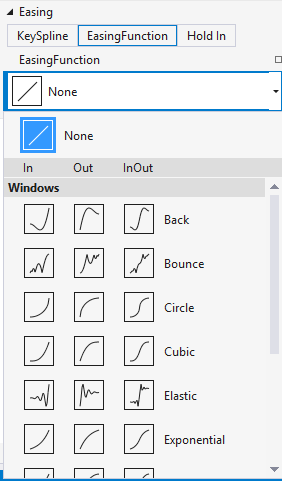 Easing
KeySpline EasingFunction Hold In
EasingFunction
None
None
In Out InOut
Windows
Back
Bounce
Circle
Cubic
Elastic
Exponential